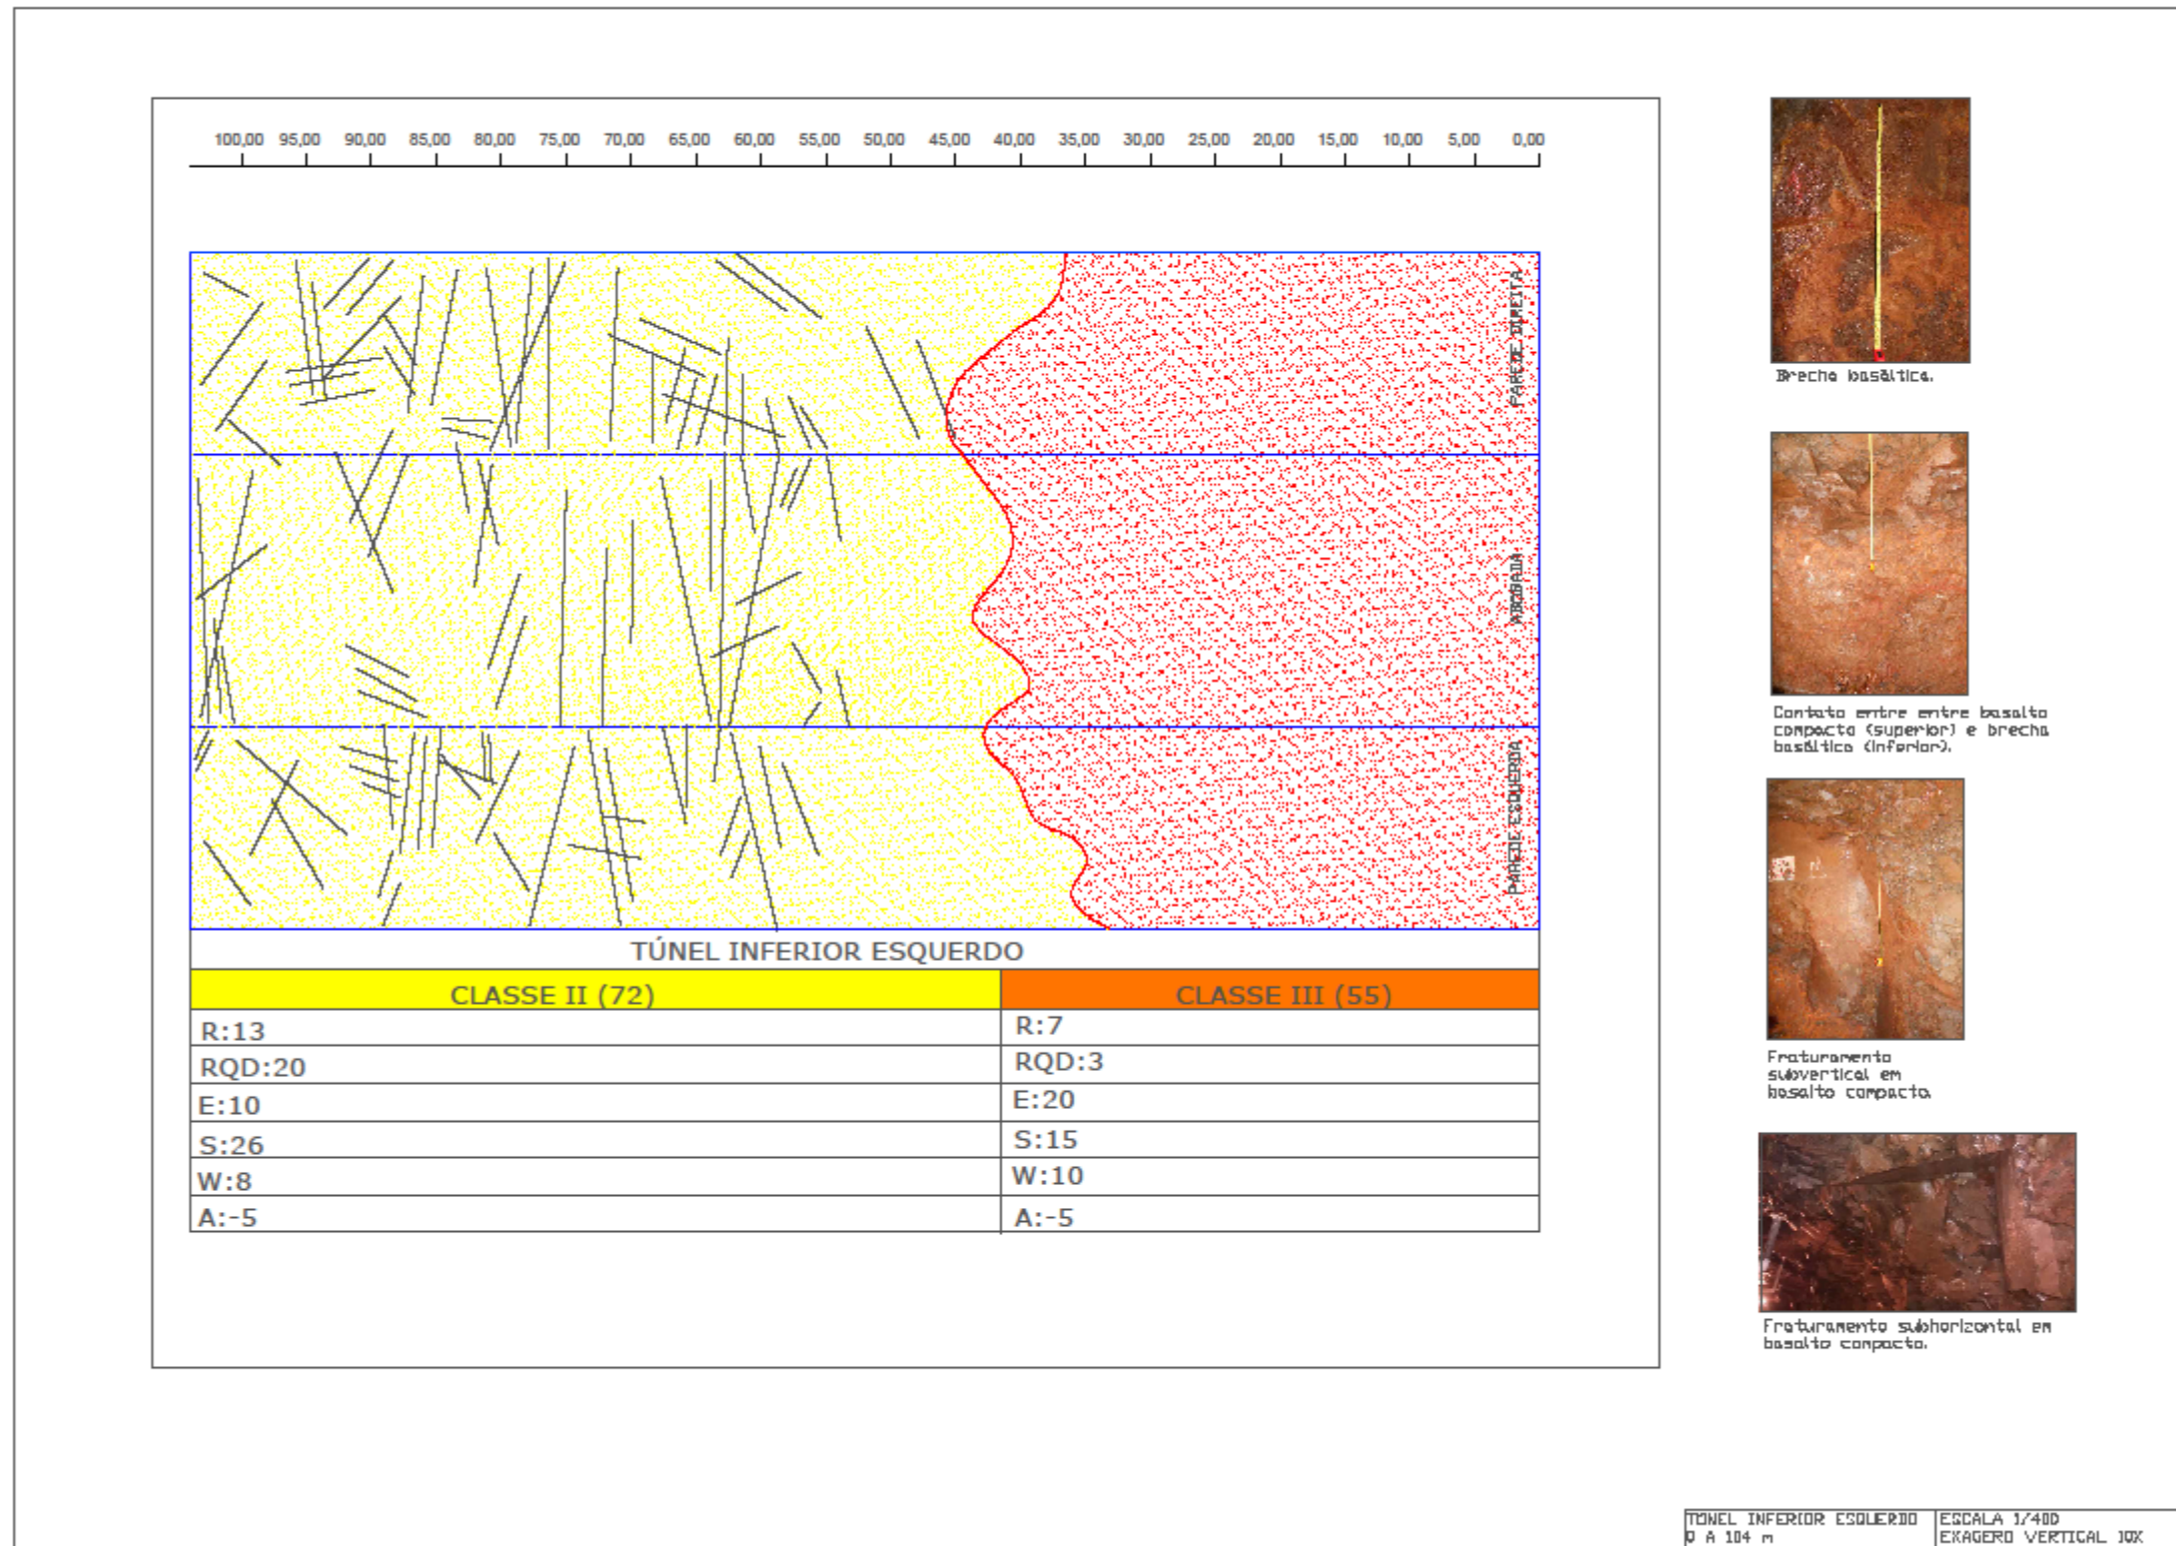 100,00 95,00 90,00 85,00 80,00 75,00 70,00 65,00 60,00 55,00 50,00 45,00 40,00 35,00 30,00 25,00 20,00 15,00 10,00 5,00 0,00
PAREDE DIREITA
ABOBADA
PAREDE ESQUERDA
TÚNEL INFERIOR ESQUERDO
CLASSE II (72)
CLASSE III (55)
R:13
R:7
RQD:20
RQD:3
E:10
E:20
S:26
S:15
W:8
W:10
A:-5
A:-5
Brecha basáltica.
Contato entre entre basalto
compacto (superior) e brecha
basáltica (inferior).
Fraturamento
subvertical em
basalto compacto.
Fraturamento subhorizontal em
basalto compacto.
TÚNEL INFERIOR ESQUERDO
0 A 104 m
ESCALA 1/400
EXAGERO VERTICAL 10X